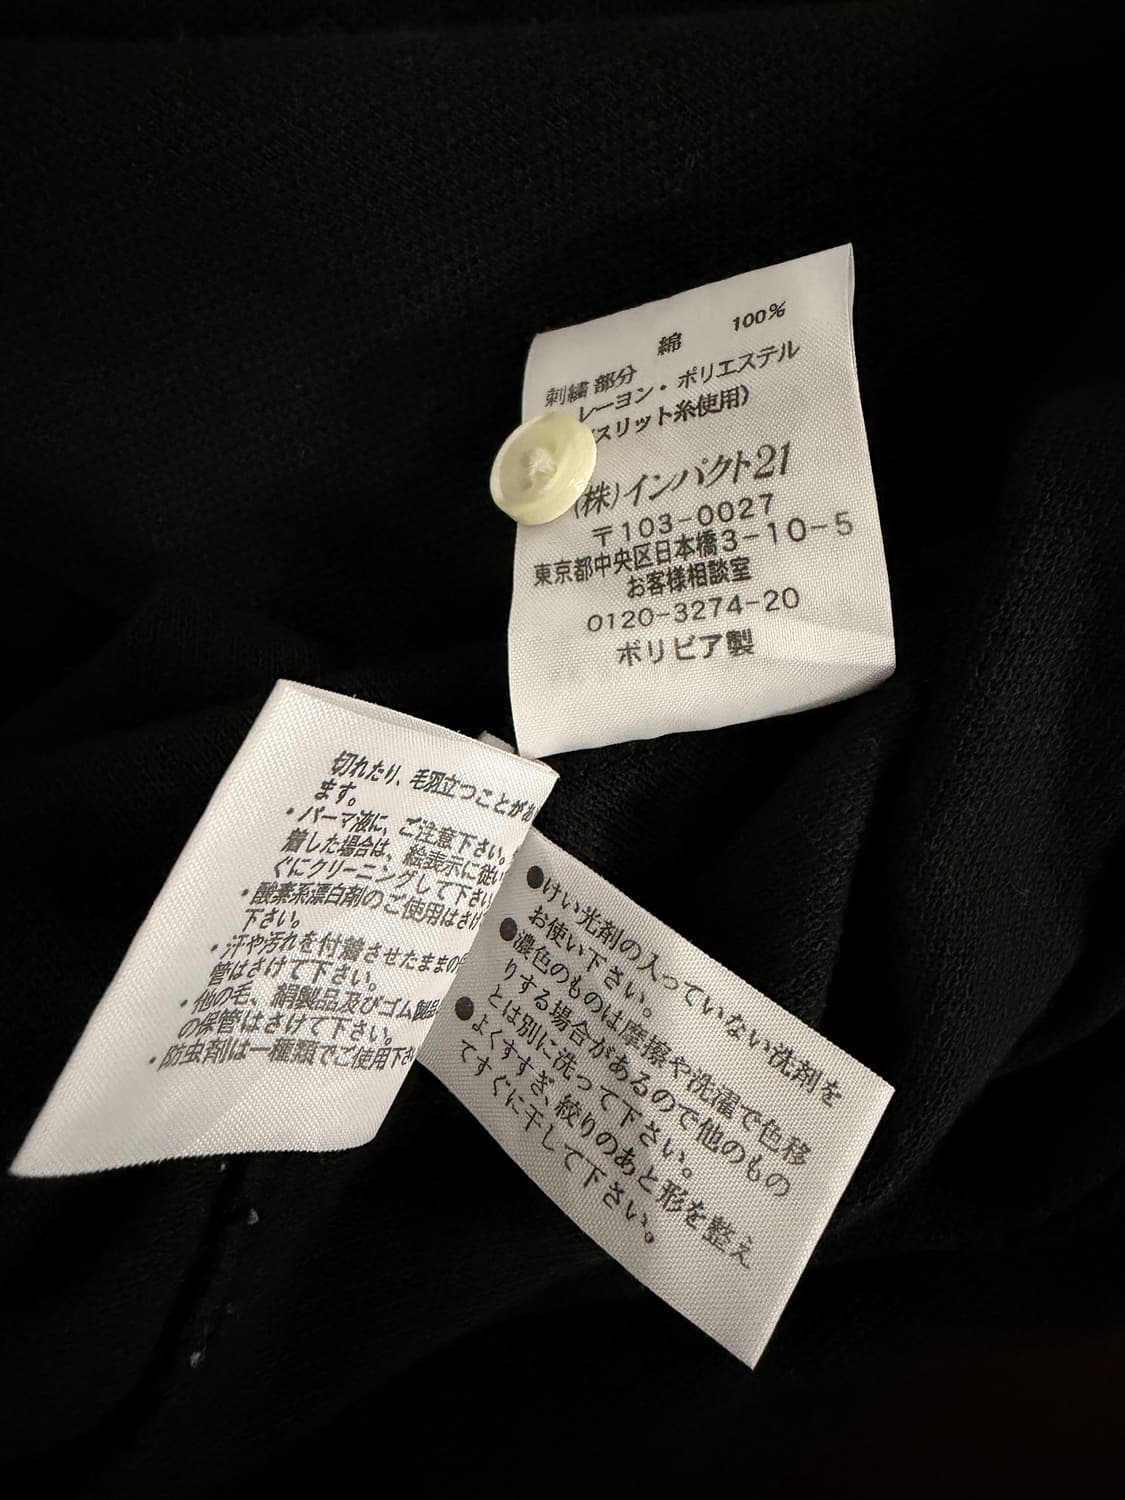 綿 100%
刺繍部分
レーヨン・ポリエステル
スリット糸使用)
(株)インパクト21
〒103-0027
東京都中央区日本橋3-10-5
お客様相談室
0120-3274-20
ボリビア製
切れたり、毛羽立つことがあ
ます。
・パーマ液に、ご注意下さい。
着した場合は、絵表示に従い
ぐにクリーニングして下さい
・酸素系漂白剤のご使用はさけ
下さい。
・汗や汚れを付着させたままの
管はさけて下さい。
・他の毛、絹製品及びゴム製品
の保管はさけて下さい。
・防虫剤は一種類でご使用下さ
●けい光剤の入っていない洗剤を
お使い下さい。
●濃色のものは摩擦や洗濯で色移
りする場合があるので他のもの
とは別に洗って下さい。
●よくすすぎ、絞りのあと形を整え
てすぐに干して下さい。